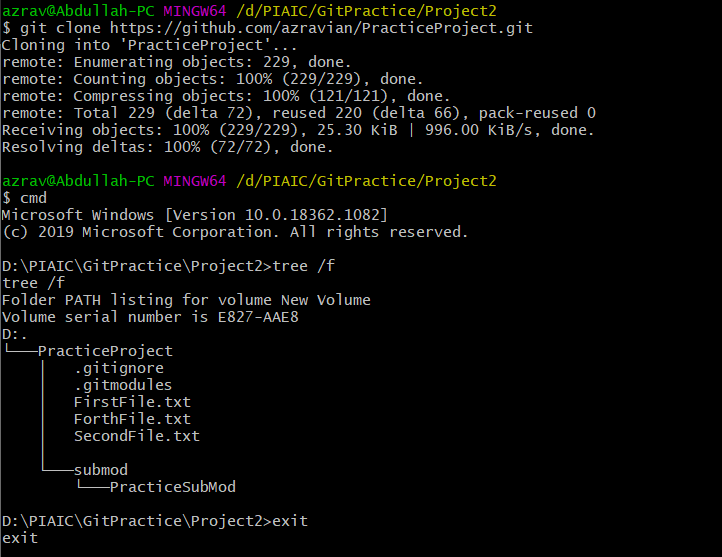 azrav@Abdullah-PC MINGW64 /d/PIAIC/GitPractice/Project2
$ git clone https://github.com/azravian/PracticeProject.git
Cloning into 'PracticeProject'...
remote: Enumerating objects: 229, done.
remote: Counting objects: 100% (229/229), done.
remote: Compressing objects: 100% (121/121), done.
remote: Total 229 (delta 72), reused 220 (delta 66), pack-reused 0
Receiving objects: 100% (229/229), 25.30 KiB | 996.00 KiB/s, done.
Resolving deltas: 100% (72/72), done.
azrav@Abdullah-PC MINGW64 /d/PIAIC/GitPractice/Project2
$ cmd
Microsoft Windows [Version 10.0.18362.1082]
(c) 2019 Microsoft Corporation. All rights reserved.
D:\PIAIC\GitPractice\Project2>tree /f
tree /f
Folder PATH listing for volume New Volume
Volume serial number is E827-AAE8
D:.
└───PracticeProject
    │   .gitignore
    │   .gitmodules
    │   FirstFile.txt
    │   ForthFile.txt
    │   SecondFile.txt
    │
    └───submod
        └───PracticeSubMod
D:\PIAIC\GitPractice\Project2>exit
exit